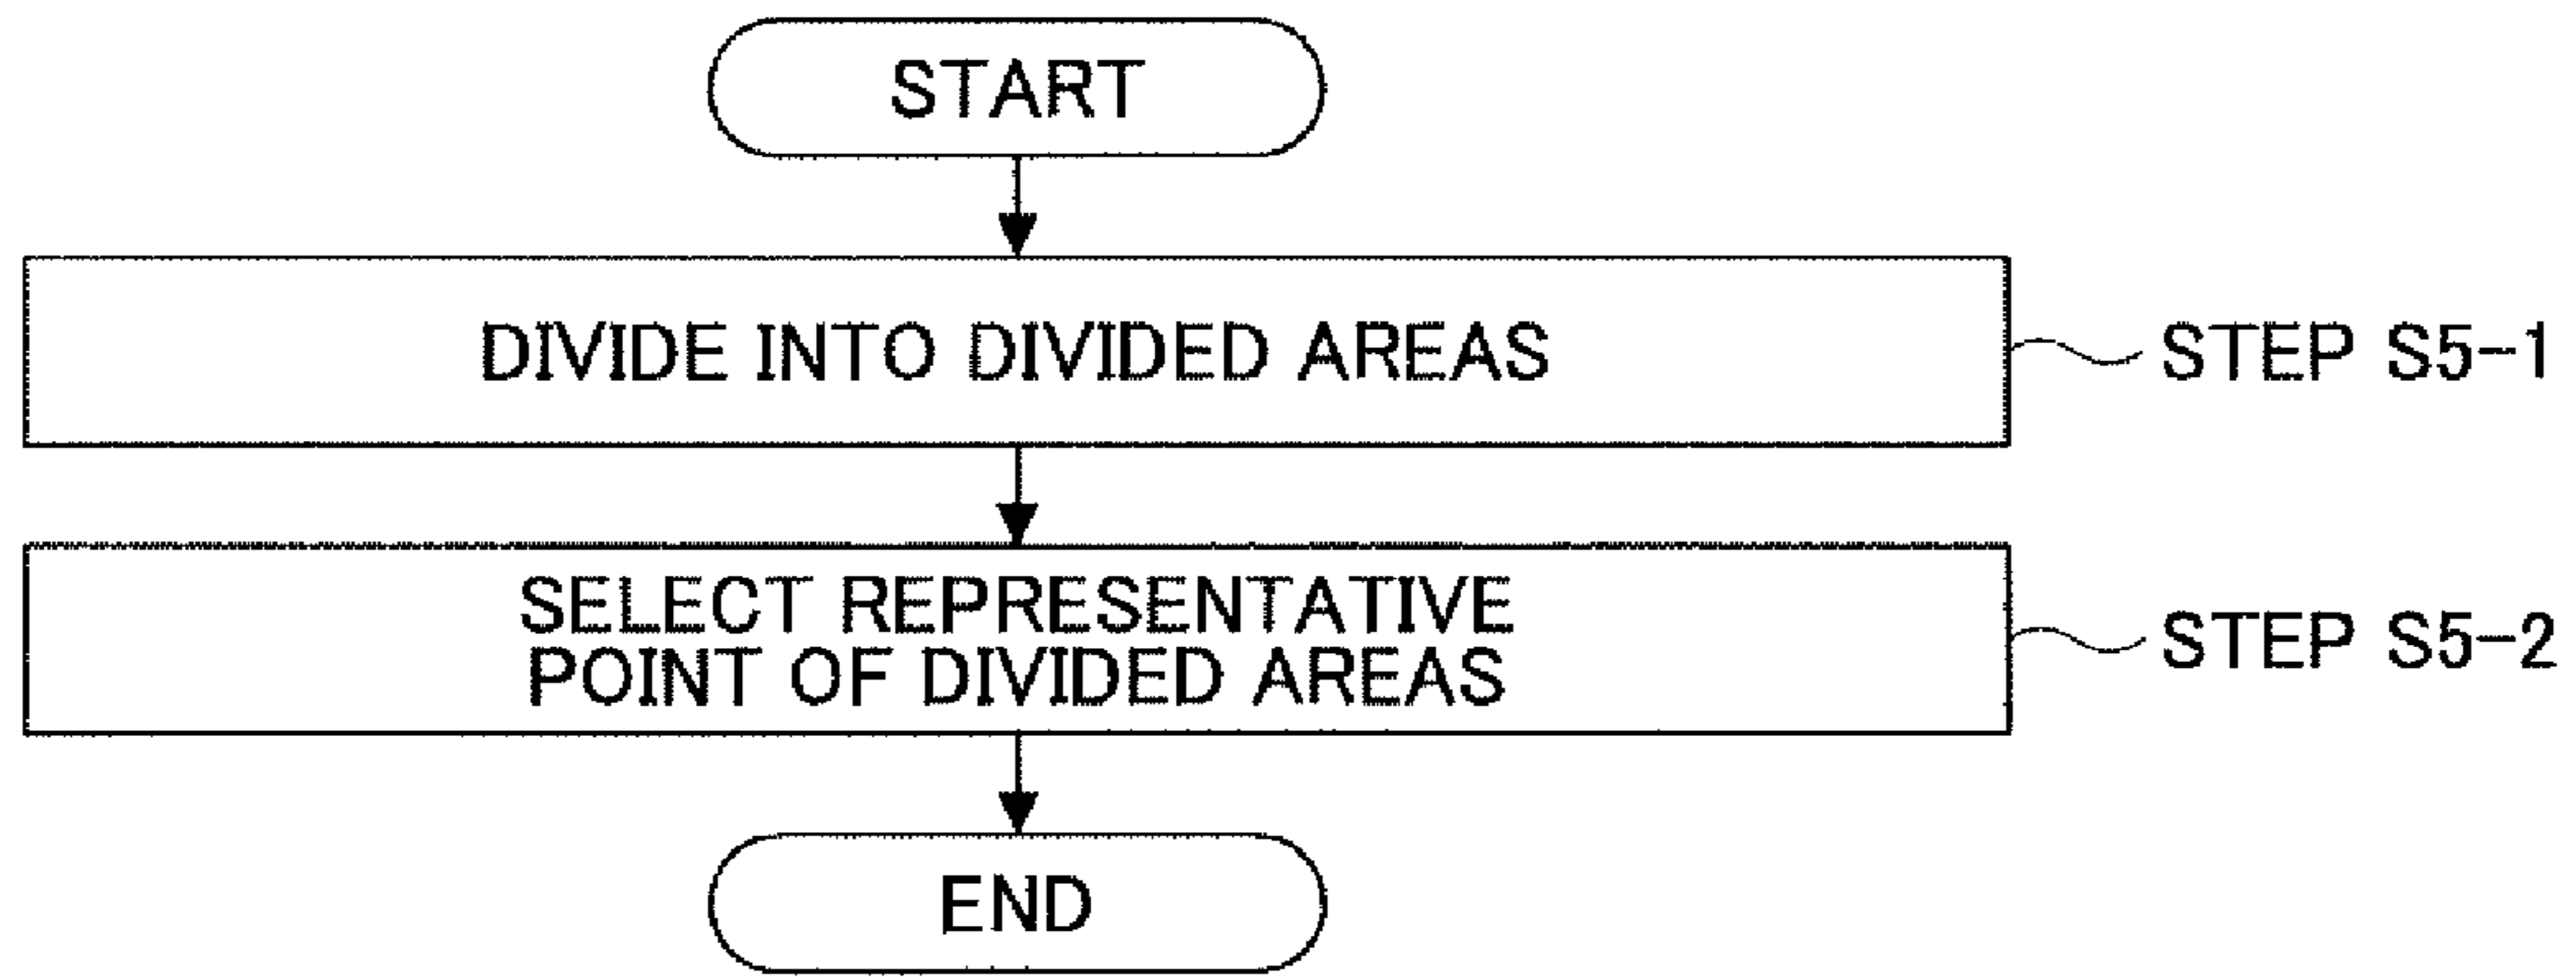 START
DIVIDE INTO DIVIDED AREAS
STEP S5-1
SELECT REPRESENTATIVE
POINT OF DIVIDED AREAS
STEP S5-2
END